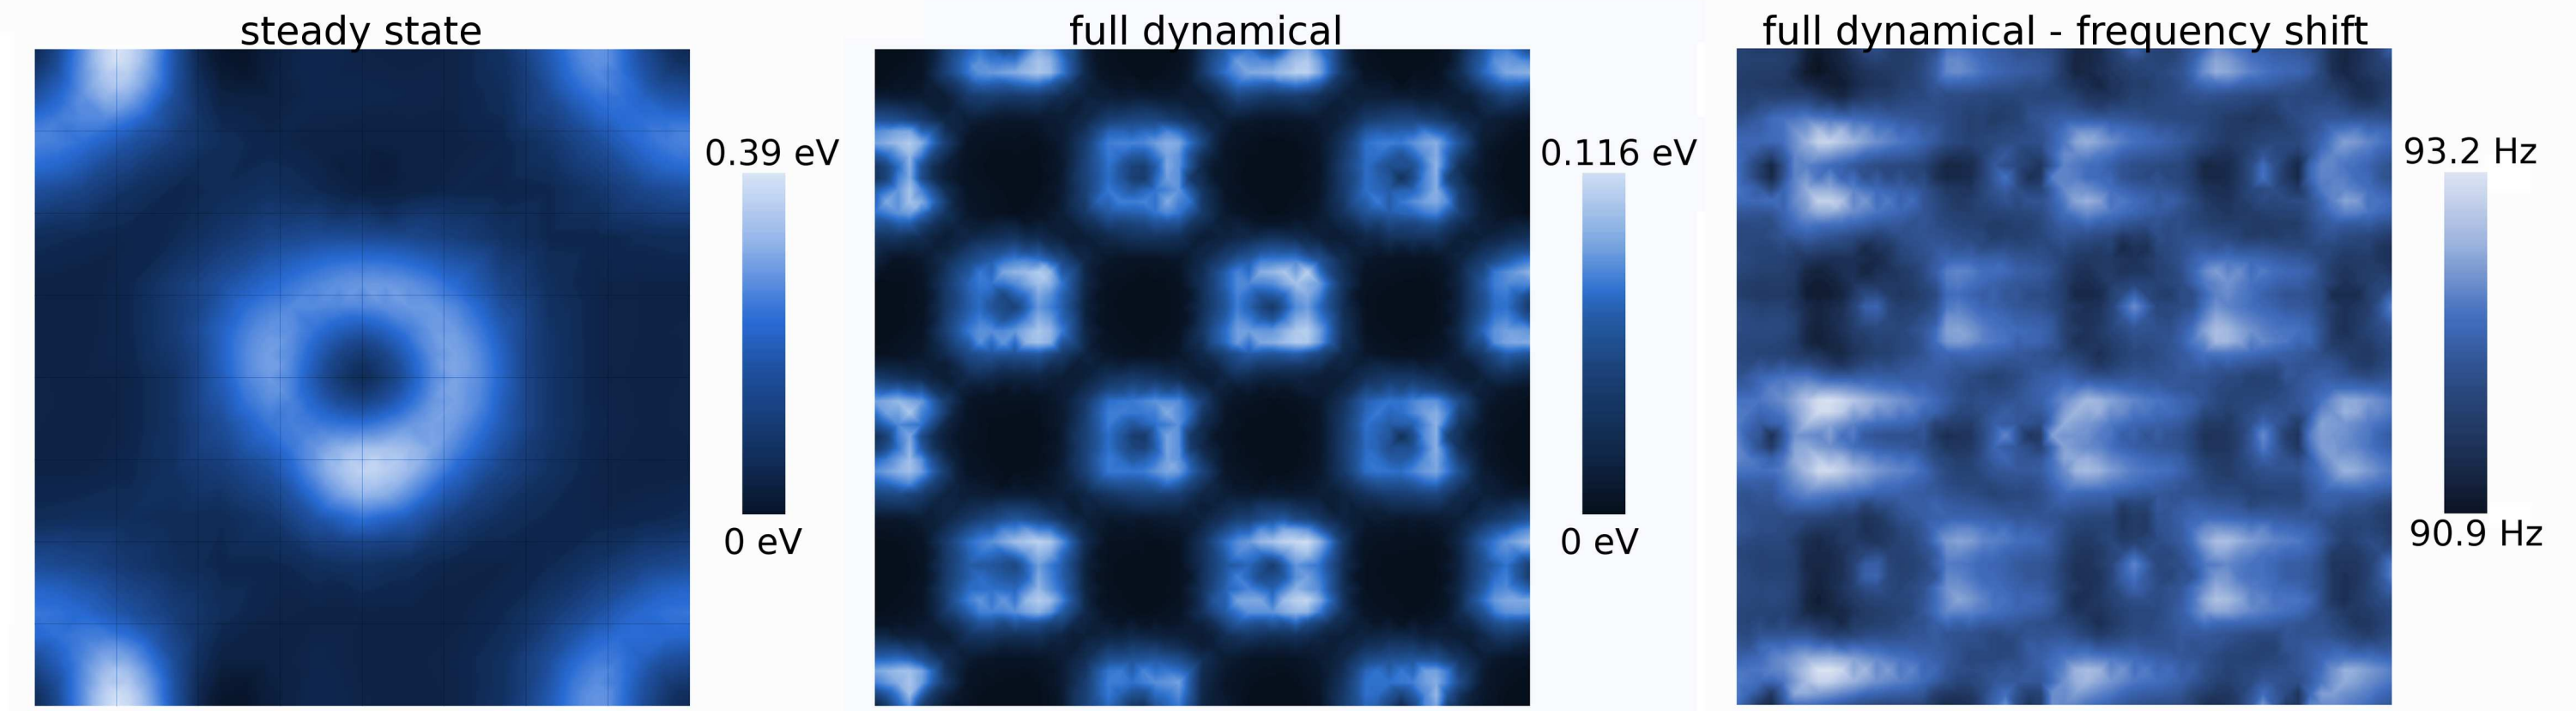 steady state
full dynamical
full dynamical - frequency shift
0.39 eV
0 eV
0.116 eV
0 eV
93.2 Hz
90.9 Hz